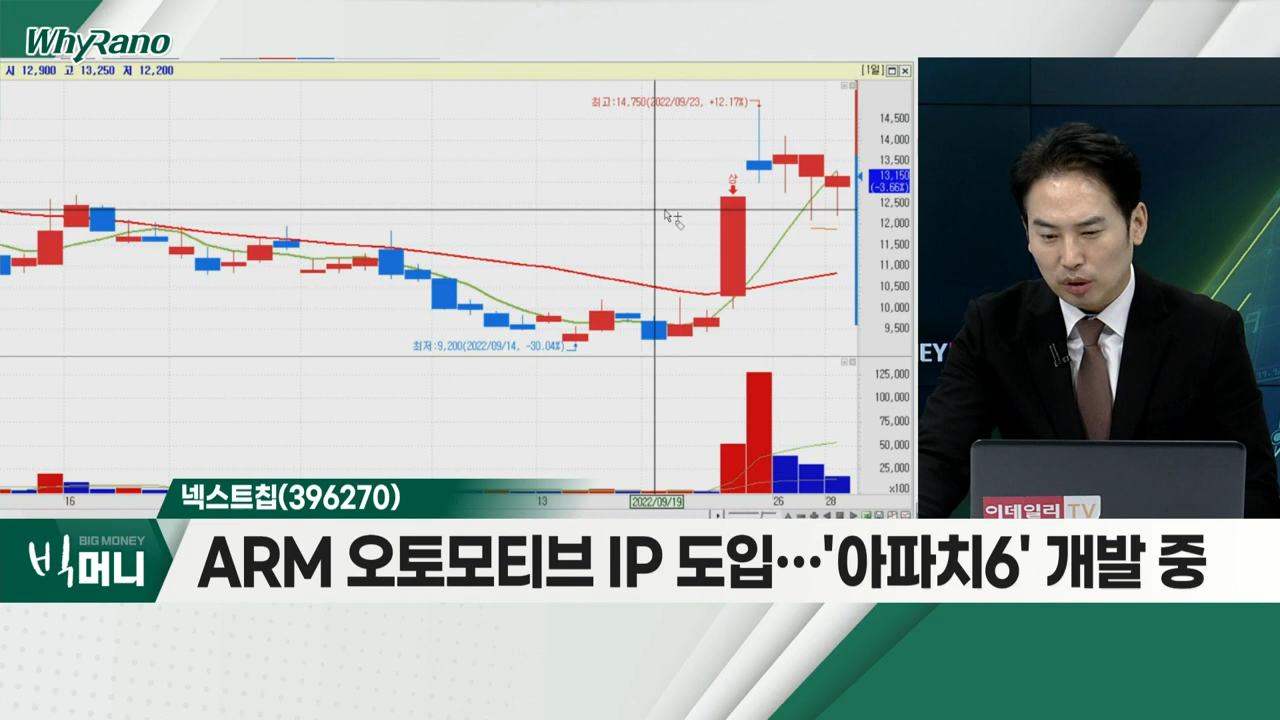 WhyRano
시 12,900 고 13,250 저 12,200
[1일]
최고:14,750(2022/09/23, +12.17%)
14,500
14,000
13,500
13,150
(-3.66%)
12,500
12,000
11,500
11,000
10,500
10,000
9,500
상
최저:9,200(2022/09/14, -30.04%)
125,000
100,000
75,000
50,000
25,000
×100
16
13
2022/09/19
26
28
EY
이데일리 TV
넥스트칩(396270)
BIG MONEY
빅머니
ARM 오토모티브 IP 도입…'아파치6' 개발 중